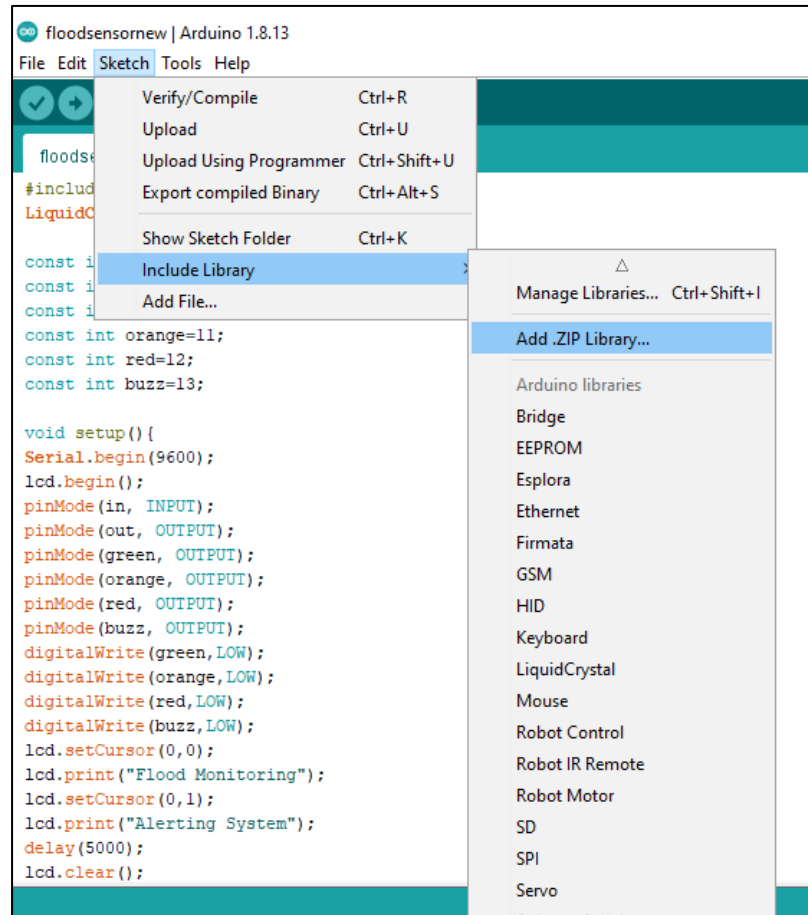 floodsensornew | Arduino 1.8.13
File Edit Sketch Tools Help
Verify/Compile Ctrl+R
Upload Ctrl+U
Upload Using Programmer Ctrl+Shift+U
Export compiled Binary Ctrl+Alt+S
Show Sketch Folder Ctrl+K
Include Library
Add File...
Manage Libraries... Ctrl+Shift+I
Add .ZIP Library...
Arduino libraries
Bridge
EEPROM
Esplora
Ethernet
Firmata
GSM
HID
Keyboard
LiquidCrystal
Mouse
Robot Control
Robot IR Remote
Robot Motor
SD
SPI
Servo
floodse
#includ
LiquidC
const i
const i
const i
const int orange=11;
const int red=12;
const int buzz=13;
void setup(){
Serial.begin(9600);
lcd.begin();
pinMode(in, INPUT);
pinMode(out, OUTPUT);
pinMode(green, OUTPUT);
pinMode(orange, OUTPUT);
pinMode(red, OUTPUT);
pinMode(buzz, OUTPUT);
digitalWrite(green,LOW);
digitalWrite(orange,LOW);
digitalWrite(red,LOW);
digitalWrite(buzz,LOW);
lcd.setCursor(0,0);
lcd.print("Flood Monitoring");
lcd.setCursor(0,1);
lcd.print("Alerting System");
delay(5000);
lcd.clear();